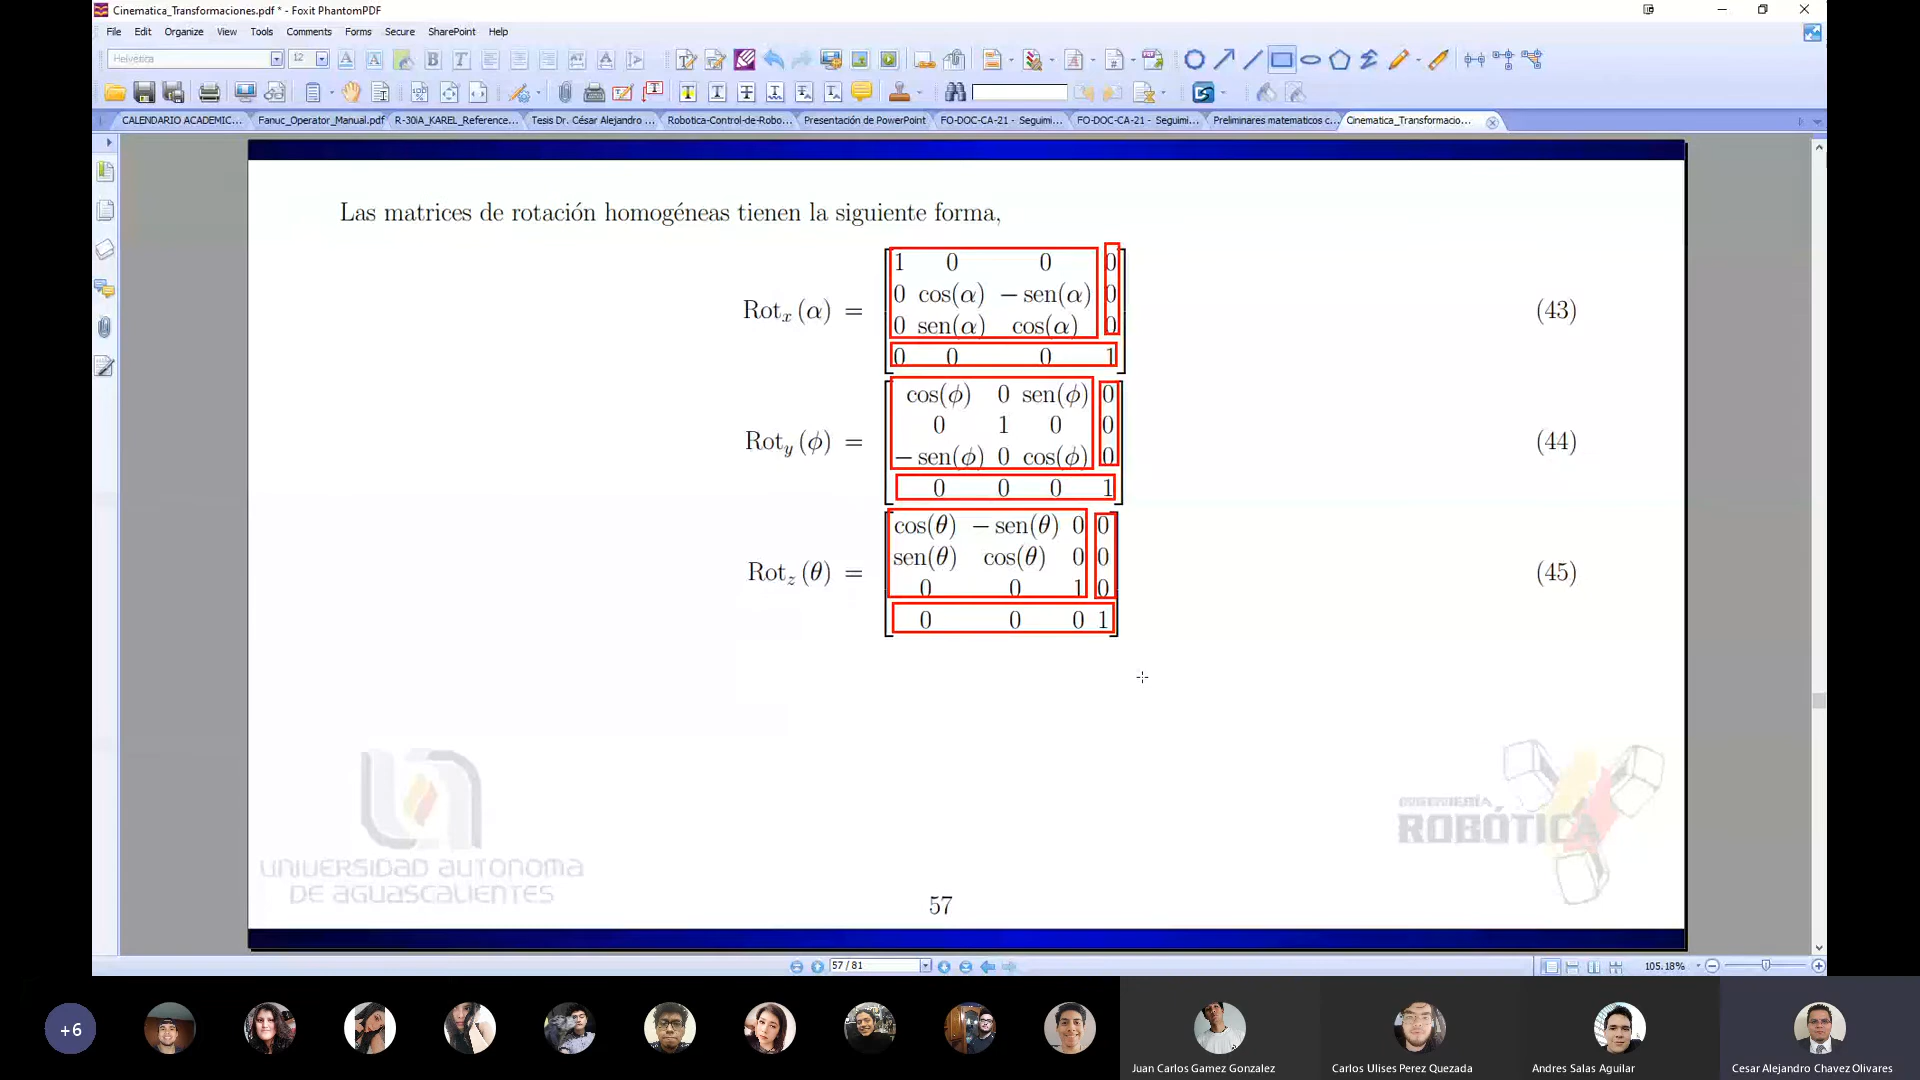 Cinematica_Transformaciones.pdf * - Foxit PhantomPDF
File Edit Organize View Tools Comments Forms Secure SharePoint Help
Helvetica 12
CALENDARIO ACADEMIC... Fanuc_Operator_Manual.pdf R-30iA_KAREL_Reference... Tesis Dr. César Alejandro ... Robotica-Control-de-Robo... Presentación de PowerPoint FO-DOC-CA-21 - Seguimi... FO-DOC-CA-21 - Seguimi... Preliminares matematicos c... Cinematica_Transformacio...
Las matrices de rotación homogéneas tienen la siguiente forma,
1 0 0 0
0 cos(α) − sen(α) 0
Rotx (α) = (43)
0 sen(α) cos(α) 0
0 0 0 1
cos(ϕ) 0 sen(ϕ) 0
0 1 0 0
Roty (ϕ) = (44)
− sen(ϕ) 0 cos(ϕ) 0
0 0 0 1
cos(θ) − sen(θ) 0 0
sen(θ) cos(θ) 0 0
Rotz (θ) = (45)
0 0 1 0
0 0 0 1
INGENIERÍA
ROBÓTICA
UNIVERSIDAD AUTONOMA
DE AGUASCALIENTES
57
57 / 81
105.18%
+6
Juan Carlos Gamez Gonzalez
Carlos Ulises Perez Quezada
Andres Salas Aguilar
Cesar Alejandro Chavez Olivares